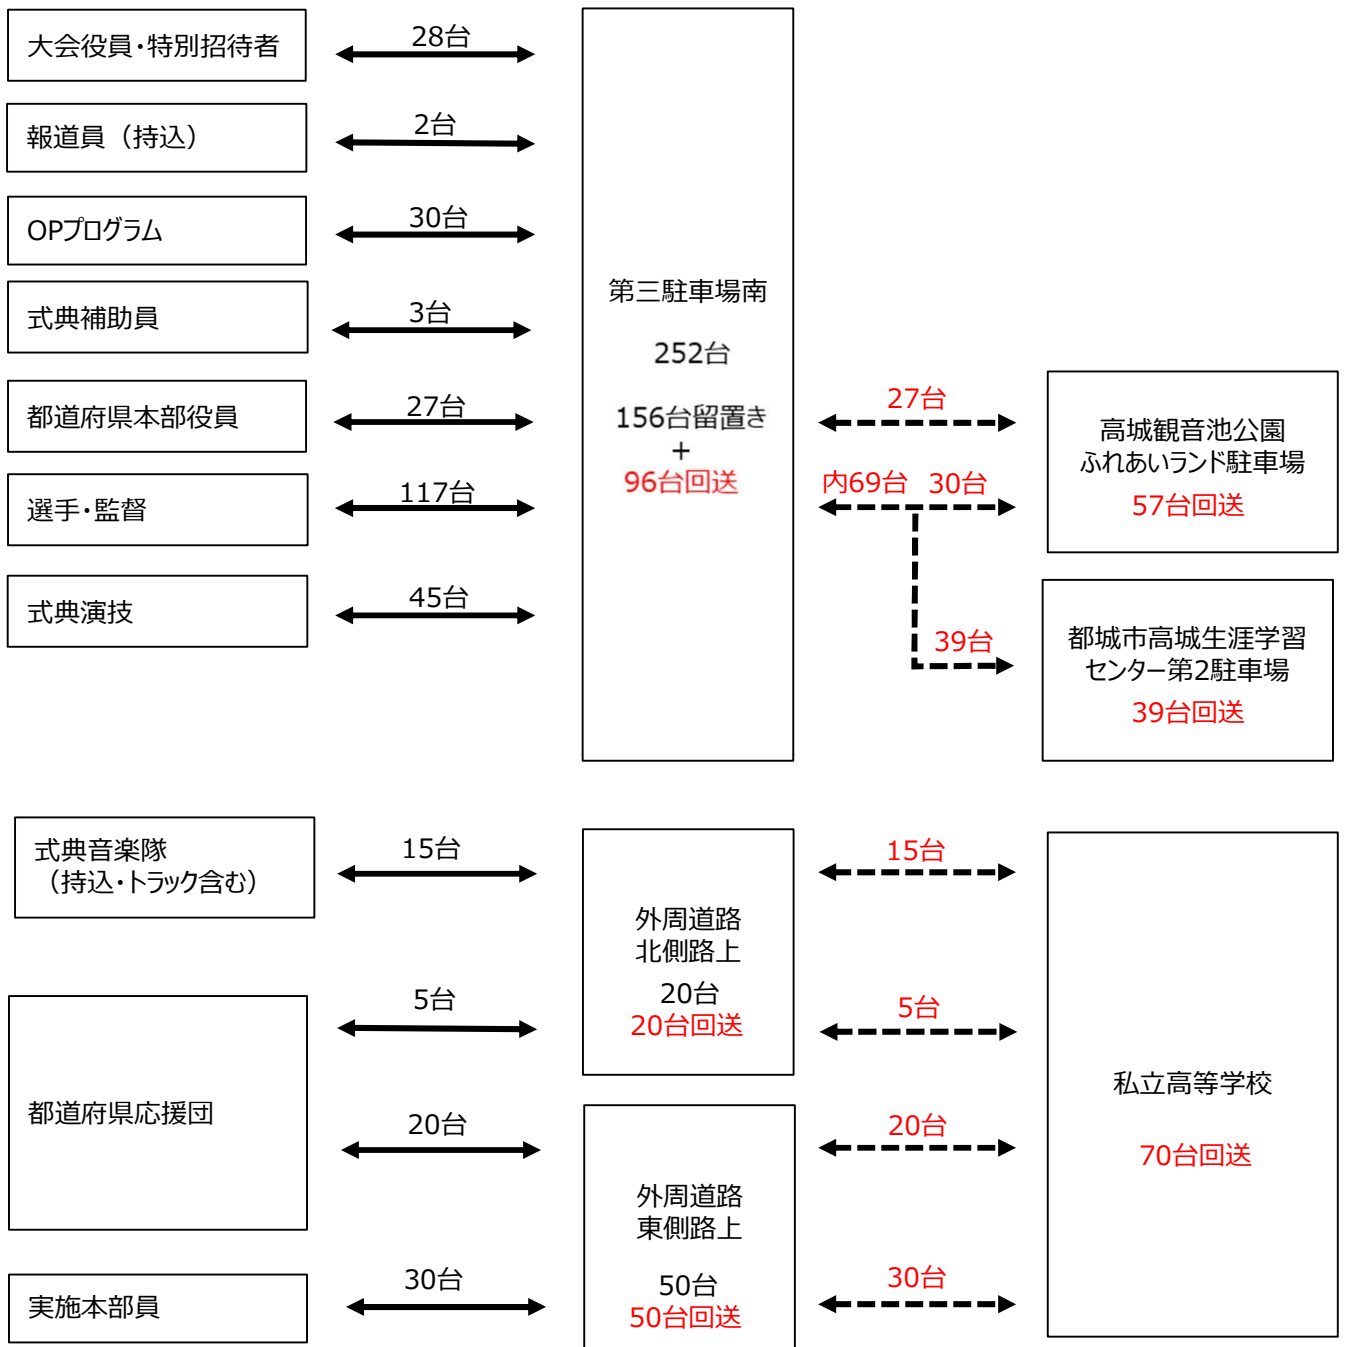 大会役員・特別招待者
28台
報道員（持込）
2台
OPプログラム
30台
式典補助員
3台
都道府県本部役員
27台
選手・監督
117台
式典演技
45台
第三駐車場南
252台
156台留置き
+
96台回送
27台
内69台 30台
39台
高城観音池公園
ふれあいランド駐車場
57台回送
都城市高城生涯学習
センター第2駐車場
39台回送
式典音楽隊
（持込・トラック含む）
15台
都道府県応援団
5台
20台
実施本部員
30台
外周道路
北側路上
20台
20台回送
外周道路
東側路上
50台
50台回送
15台
5台
20台
30台
私立高等学校
70台回送